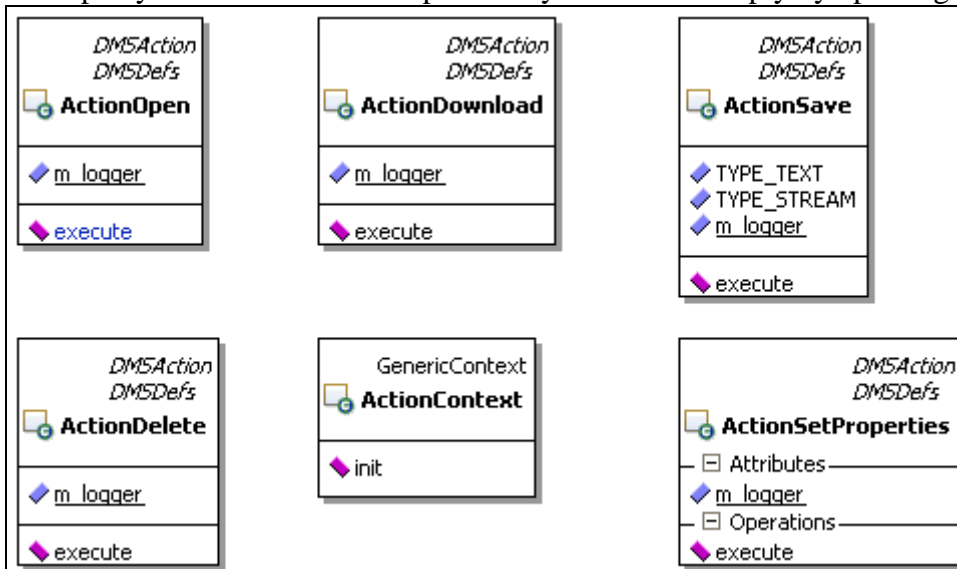 DMSAction
DMSDefs
ActionOpen
m_logger
execute
DMSAction
DMSDefs
ActionDownload
m_logger
execute
DMSAction
DMSDefs
ActionSave
TYPE_TEXT
TYPE_STREAM
m_logger
execute
DMSAction
DMSDefs
ActionDelete
m_logger
execute
GenericContext
ActionContext
init
DMSAction
DMSDefs
ActionSetProperties
Attributes
m_logger
Operations
execute